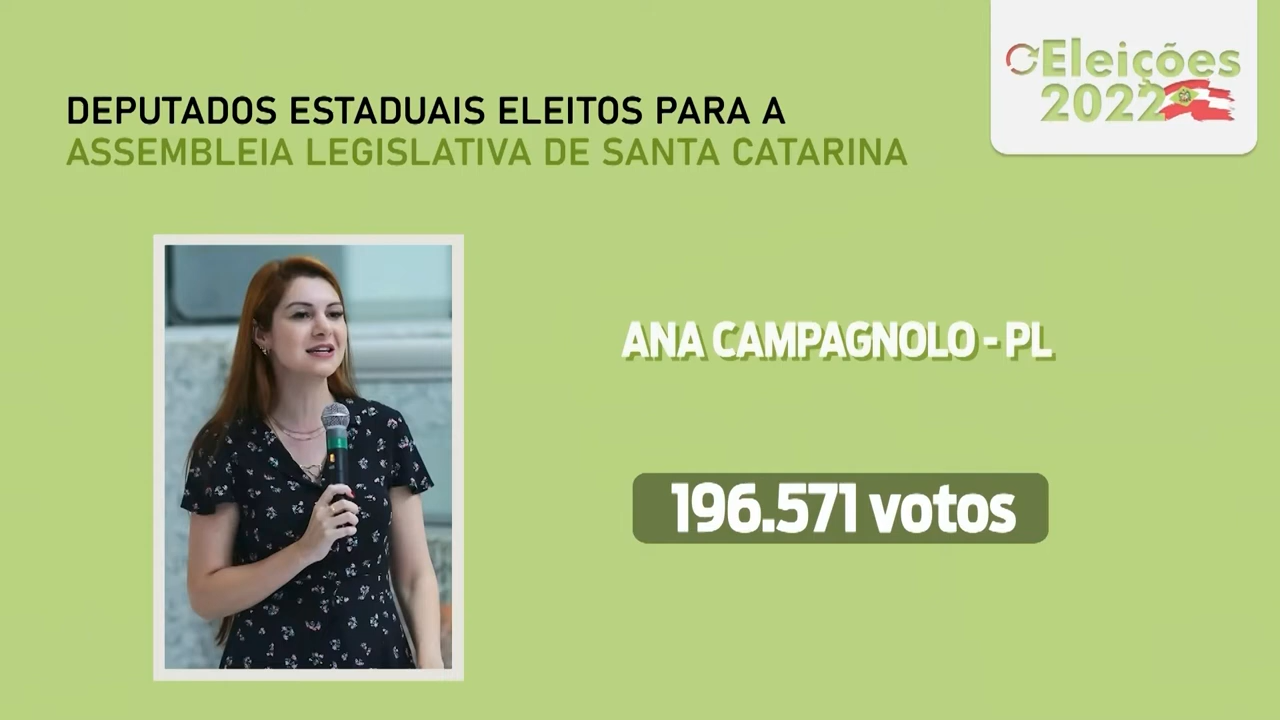 Eleições
2022
DEPUTADOS ESTADUAIS ELEITOS PARA A
ASSEMBLEIA LEGISLATIVA DE SANTA CATARINA
ANA CAMPAGNOLO - PL
196.571 votos